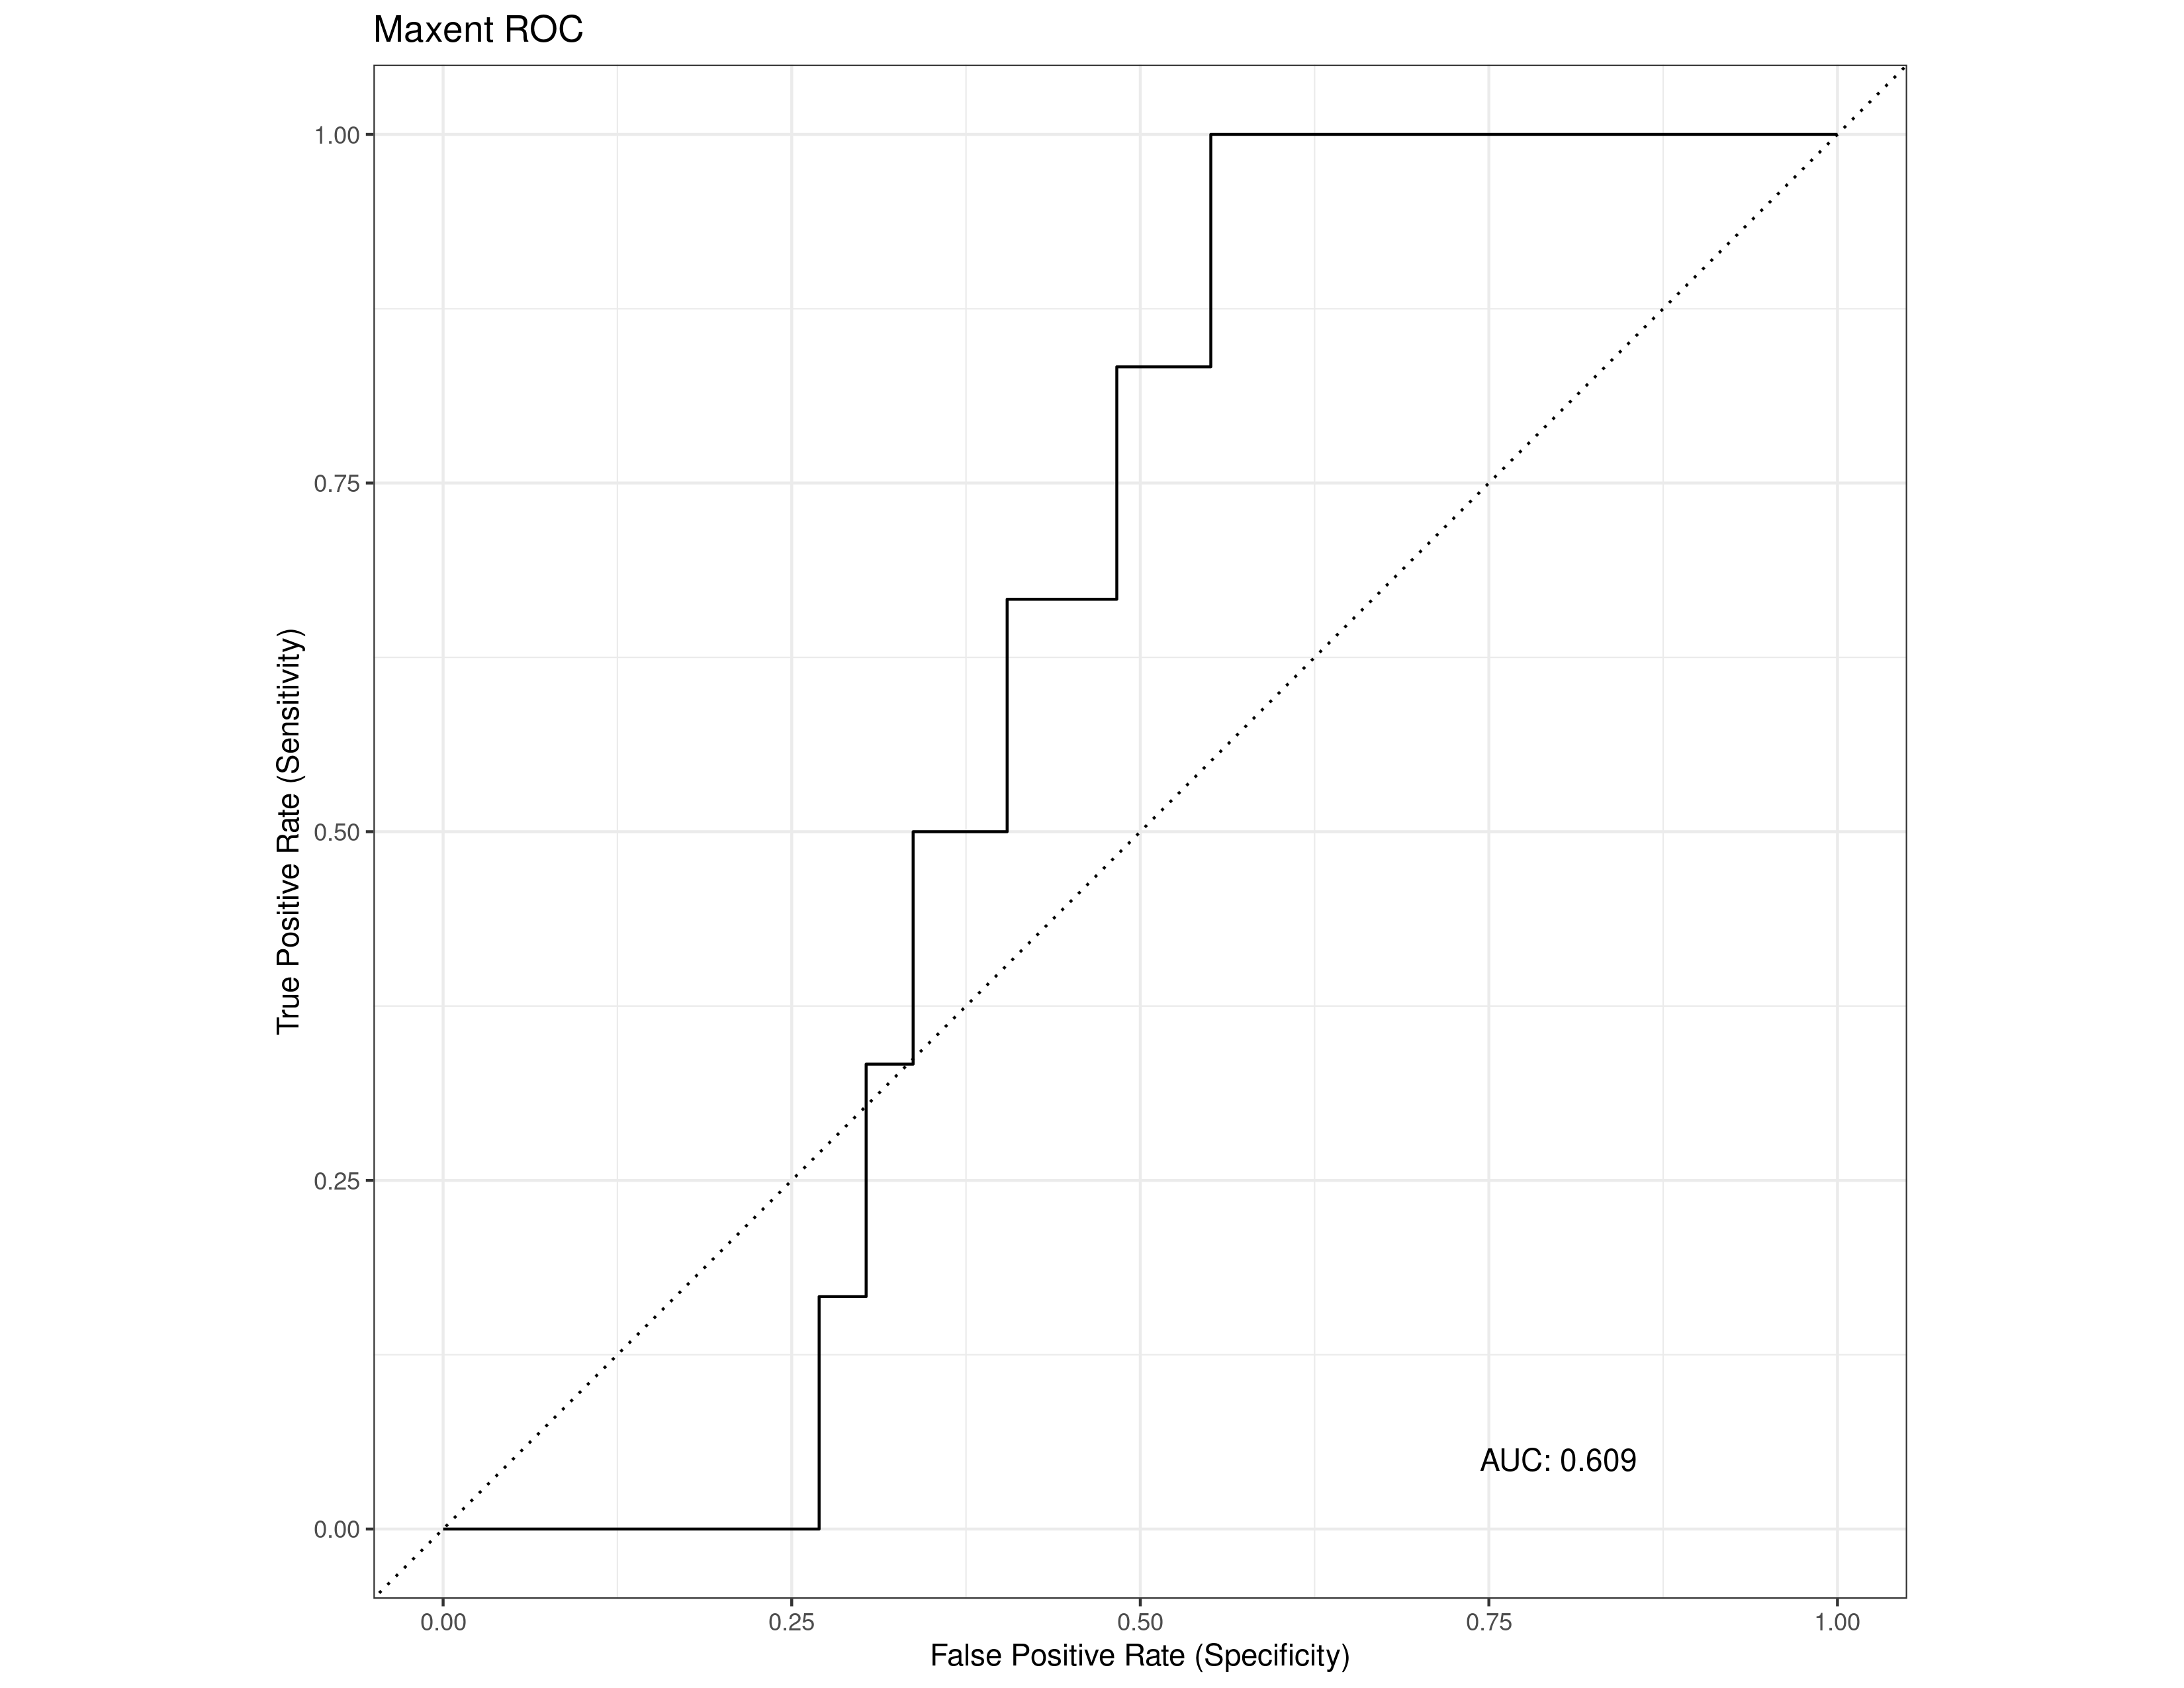 Maxent ROC
1.00
0.75
0.50
0.25
0.00
True Positive Rate (Sensitivity)
AUC: 0.609
0.00 0.25 0.50 0.75 1.00
False Positive Rate (Specificity)